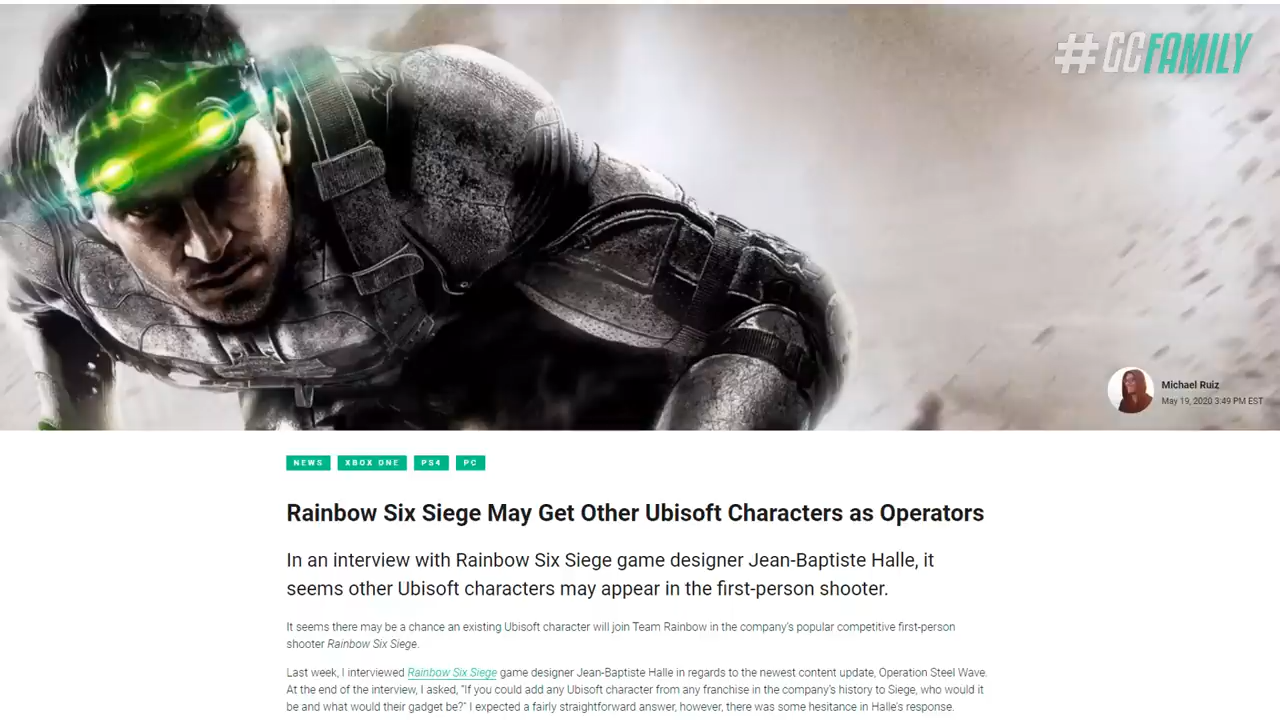 #GCFAMILY
Michael Ruiz
May 19, 2020 3:49 PM EST
NEWS XBOX ONE PS4 PC
Rainbow Six Siege May Get Other Ubisoft Characters as Operators
In an interview with Rainbow Six Siege game designer Jean-Baptiste Halle, it
seems other Ubisoft characters may appear in the first-person shooter.
It seems there may be a chance an existing Ubisoft character will join Team Rainbow in the company's popular competitive first-person
shooter Rainbow Six Siege.
Last week, I interviewed Rainbow Six Siege game designer Jean-Baptiste Halle in regards to the newest content update, Operation Steel Wave.
At the end of the interview, I asked, "If you could add any Ubisoft character from any franchise in the company's history to Siege, who would it
be and what would their gadget be?" I expected a fairly straightforward answer, however, there was some hesitance in Halle's response.